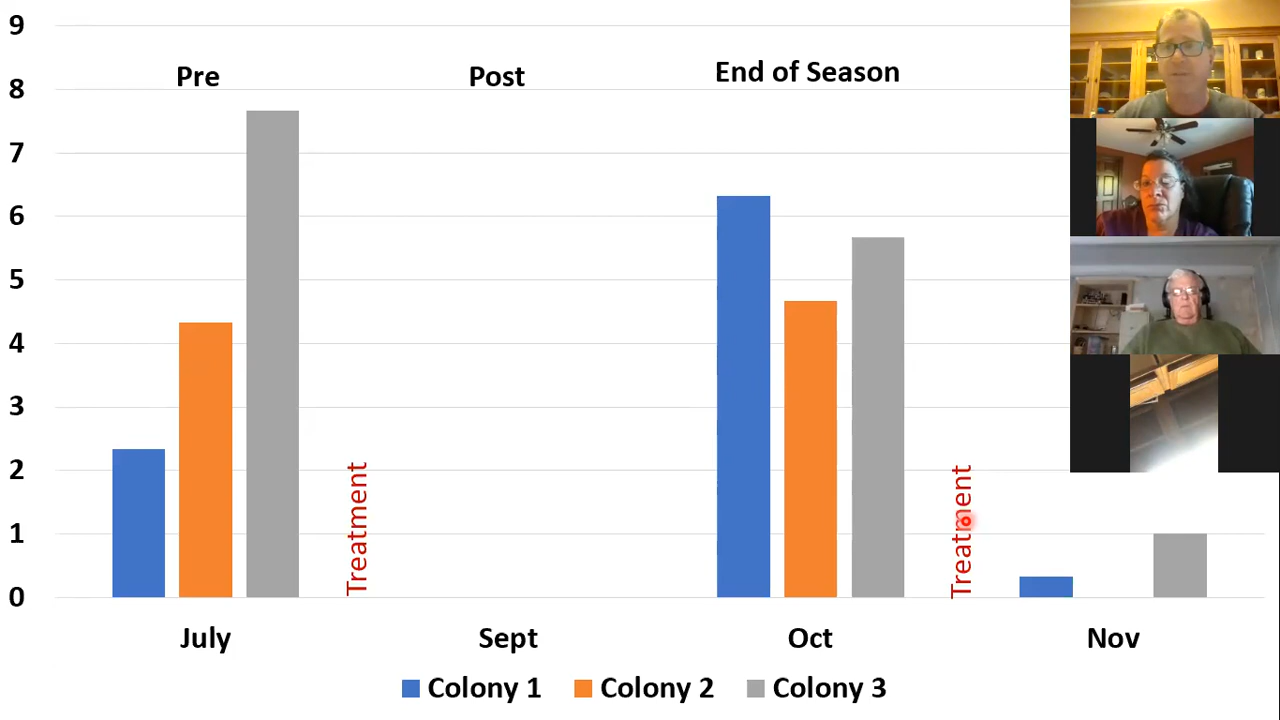 9
Pre
Post
End of Season
8
7
6
5
4
3
2
1
0
Treatment
Treatment
July
Sept
Oct
Nov
Colony 1
Colony 2
Colony 3